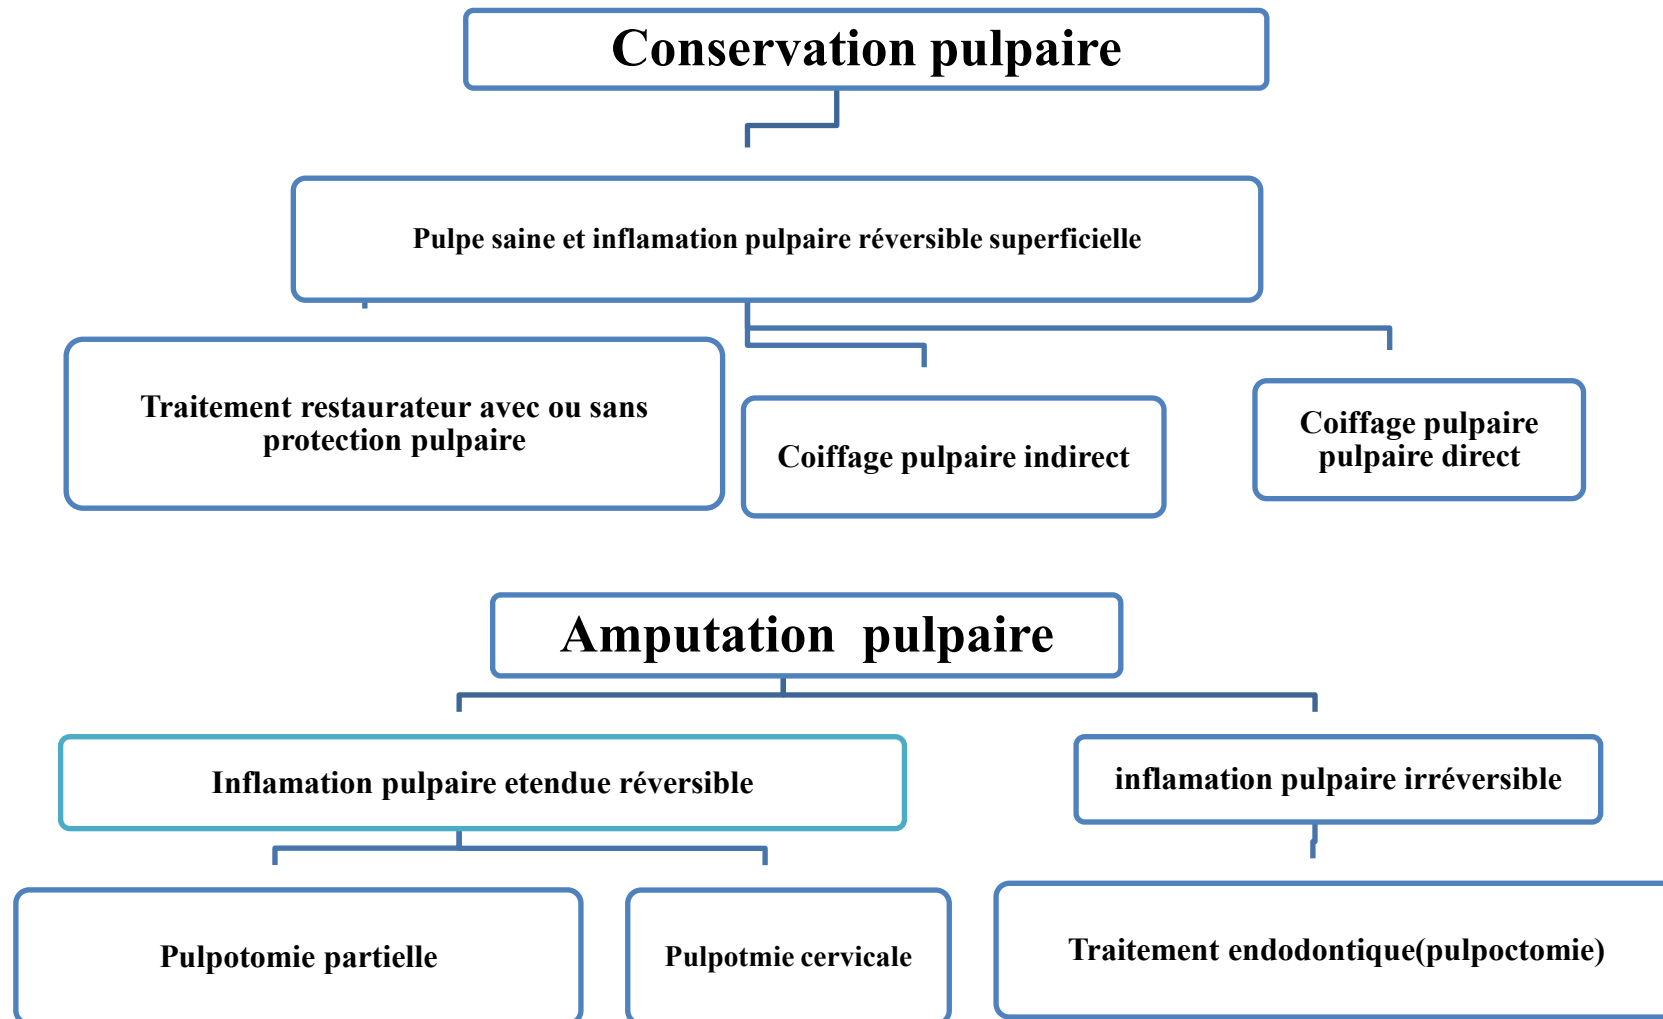 Conservation pulpaire
Pulpe saine et inflamation pulpaire réversible superficielle
Traitement restaurateur avec ou sans
protection pulpaire
Coiffage pulpaire indirect
Coiffage pulpaire
pulpaire direct
Amputation  pulpaire
Inflamation pulpaire etendue réversible
inflamation pulpaire irréversible
Pulpotomie partielle
Pulpotmie cervicale
Traitement endodontique(pulpoctomie)